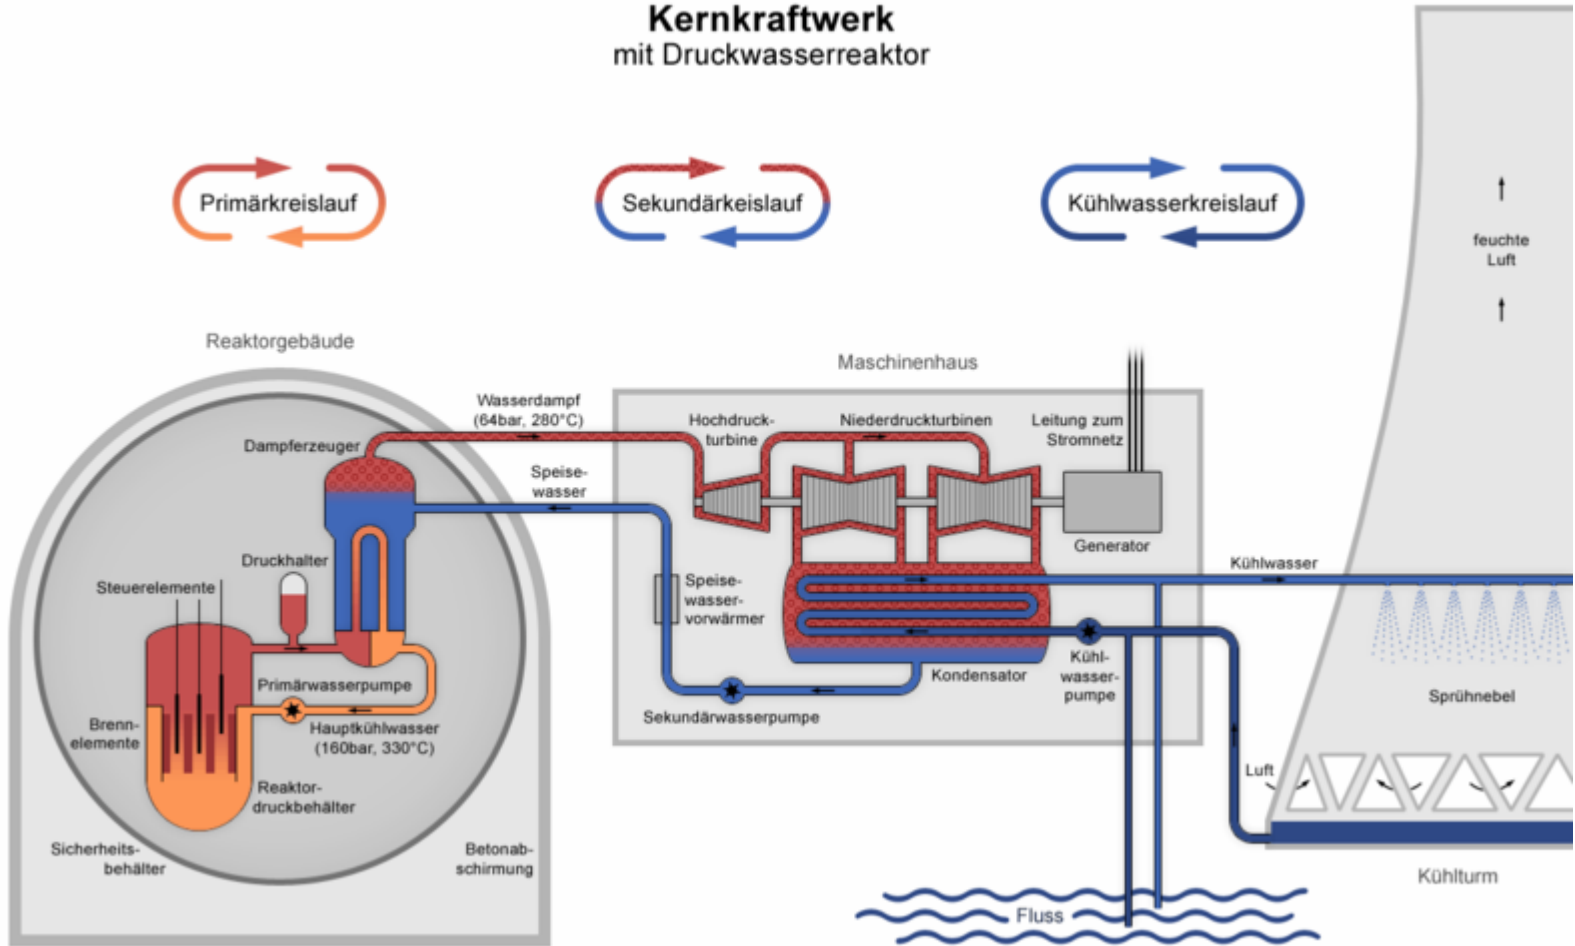 Kernkraftwerk
mit Druckwasserreaktor
Primärkreislauf
Sekundärkeislauf
Kühlwasserkreislauf
feuchte
Luft
Reaktorgebäude
Maschinenhaus
Wasserdampf
(64bar, 280°C)
Hochdruck-
turbine
Niederdruckturbinen
Leitung zum
Stromnetz
Dampferzeuger
Speise-
wasser
Generator
Druckhalter
Kühlwasser
Steuerelemente
Speise-
wasser-
vorwärmer
Kühl-
wasser-
pumpe
Kondensator
Primärwasserpumpe
Sprühnebel
Sekundärwasserpumpe
Brenn-
elemente
Hauptkühlwasser
(160bar, 330°C)
Luft
Reaktor-
druckbehälter
Sicherheits-
behälter
Betonab-
schirmung
Kühlturm
Fluss